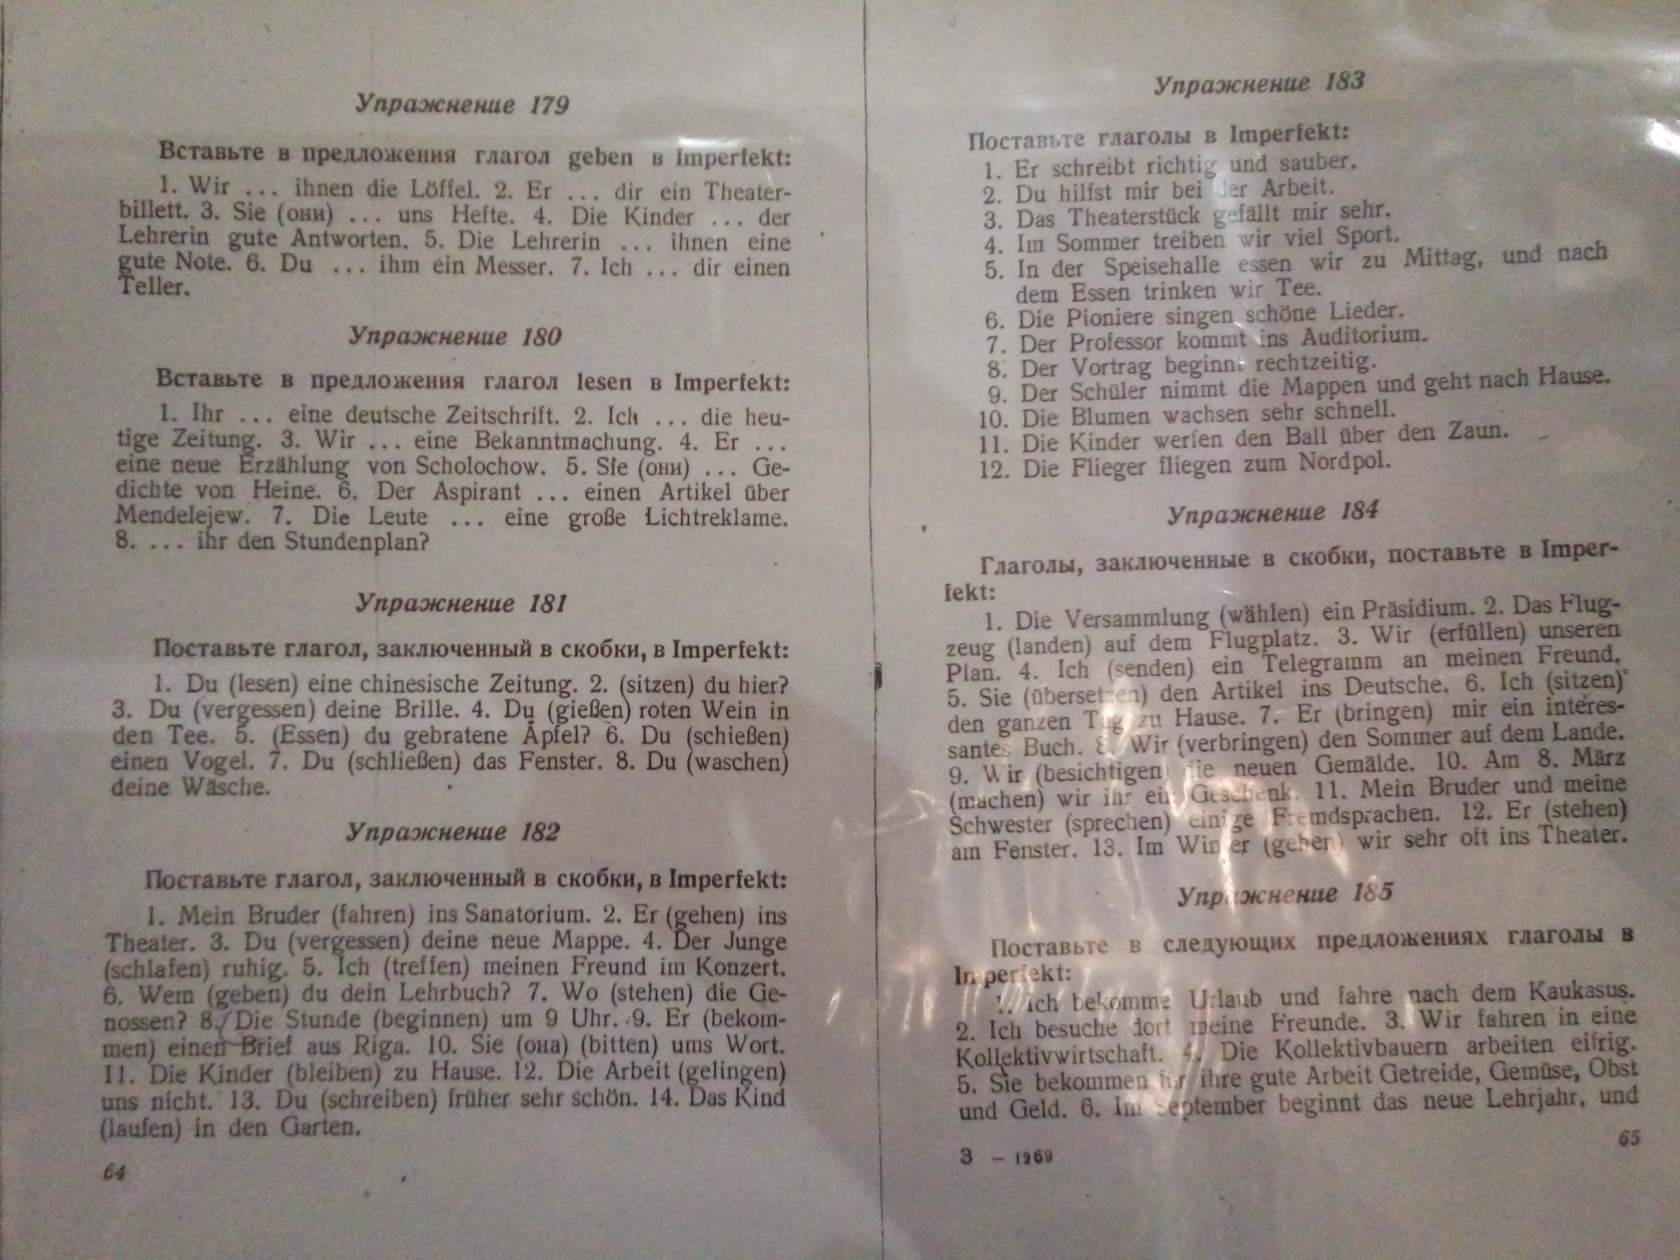 Упражнение 179
Вставьте в предложения глагол geben в Imperfekt:
1. Wir ... ihnen die Löffel. 2. Er ... dir ein Theater-
billett. 3. Sie (они) ... uns Hefte. 4. Die Kinder ... der
Lehrerin gute Antworten. 5. Die Lehrerin ... ihnen eine
gute Note. 6. Du ... ihm ein Messer. 7. Ich ... dir einen
Teller.
Упражнение 180
Вставьте в предложения глагол lesen в Imperfekt:
1. Ihr ... eine deutsche Zeitschrift. 2. Ich ... die heu-
tige Zeitung. 3. Wir ... eine Bekanntmachung. 4. Er ...
eine neue Erzählung von Scholochow. 5. Sie (они) ... Ge-
dichte von Heine. 6. Der Aspirant ... einen Artikel über
Mendelejew. 7. Die Leute ... eine große Lichtreklame.
8. ... ihr den Stundenplan?
Упражнение 181
Поставьте глагол, заключенный в скобки, в Imperfekt:
1. Du (lesen) eine chinesische Zeitung. 2. (sitzen) du hier?
3. Du (vergessen) deine Brille. 4. Du (gießen) roten Wein in
den Tee. 5. (Essen) du gebratene Äpfel? 6. Du (schießen)
einen Vogel. 7. Du (schließen) das Fenster. 8. Du (waschen)
deine Wäsche.
Упражнение 182
Поставьте глагол, заключенный в скобки, в Imperfekt:
1. Mein Bruder (fahren) ins Sanatorium. 2. Er (gehen) ins
Theater. 3. Du (vergessen) deine neue Mappe. 4. Der Junge
(schlafen) ruhig. 5. Ich (treffen) meinen Freund im Konzert.
6. Wem (geben) du dein Lehrbuch? 7. Wo (stehen) die Ge-
nossen? 8. Die Stunde (beginnen) um 9 Uhr. 9. Er (bekom-
men) einen Brief aus Riga. 10. Sie (она) (bitten) ums Wort.
11. Die Kinder (bleiben) zu Hause. 12. Die Arbeit (gelingen)
uns nicht. 13. Du (schreiben) früher sehr schön. 14. Das Kind
(laufen) in den Garten.
64
Упражнение 183
Поставьте глаголы в Imperfekt:
1. Er schreibt richtig und sauber.
2. Du hilfst mir bei der Arbeit.
3. Das Theaterstück gefällt mir sehr.
4. Im Sommer treiben wir viel Sport.
5. In der Speisehalle essen wir zu Mittag, und nach
dem Essen trinken wir Tee.
6. Die Pioniere singen schöne Lieder.
7. Der Professor kommt ins Auditorium.
8. Der Vortrag beginnt rechtzeitig.
9. Der Schüler nimmt die Mappen und geht nach Hause.
10. Die Blumen wachsen sehr schnell.
11. Die Kinder werfen den Ball über den Zaun.
12. Die Flieger fliegen zum Nordpol.
Упражнение 184
Глаголы, заключенные в скобки, поставьте в Imper-
fekt:
1. Die Versammlung (wählen) ein Präsidium. 2. Das Flug-
zeug (landen) auf dem Flugplatz. 3. Wir (erfüllen) unseren
Plan. 4. Ich (senden) ein Telegramm an meinen Freund.
5. Sie (übersetzen) den Artikel ins Deutsche. 6. Ich (sitzen)
den ganzen Tag zu Hause. 7. Er (bringen) mir ein interes-
santes Buch. 8. Wir (verbringen) den Sommer auf dem Lande.
9. Wir (besichtigen) die neuen Gemälde. 10. Am 8. März
(machen) wir ihr ein Geschenk. 11. Mein Bruder und meine
Schwester (sprechen) einige Fremdsprachen. 12. Er (stehen)
am Fenster. 13. Im Winter (gehen) wir sehr oft ins Theater.
Упражнение 185
Поставьте в следующих предложениях глаголы в
Imperfekt:
1. Ich bekomme Urlaub und fahre nach dem Kaukasus.
2. Ich besuche dort meine Freunde. 3. Wir fahren in eine
Kollektivwirtschaft. 4. Die Kollektivbauern arbeiten eifrig.
5. Sie bekommen für ihre gute Arbeit Getreide, Gemüse, Obst
und Geld. 6. Im September beginnt das neue Lehrjahr, und
3 — 1969
65